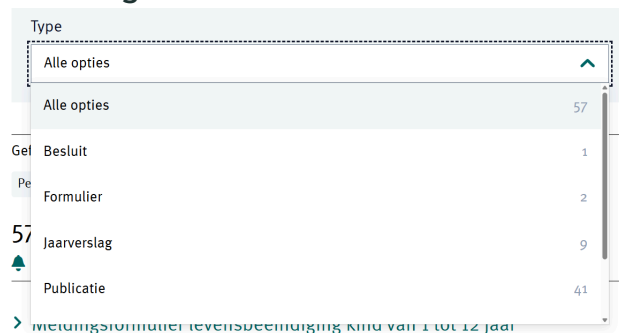 Type
Alle opties
Alle opties 57
Besluit 1
Gef
Pe
Formulier 2
57
Jaarverslag 9
Publicatie 41
Meldingsformulier levensbeëindiging kind van 1 tot 12 jaar